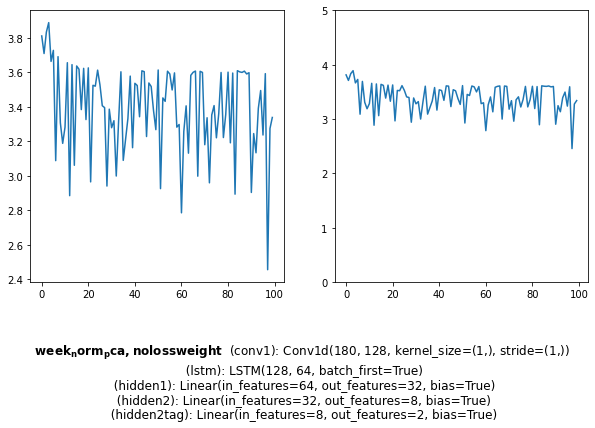 3.8
3.6
3.4
3.2
3.0
2.8
2.6
2.4
0 20 40 60 80 100
5
4
3
2
1
0
0 20 40 60 80 100
weekₙormₚca, nolossweight (conv1): Conv1d(180, 128, kernel_size=(1,), stride=(1,))
(lstm): LSTM(128, 64, batch_first=True)
(hidden1): Linear(in_features=64, out_features=32, bias=True)
(hidden2): Linear(in_features=32, out_features=8, bias=True)
(hidden2tag): Linear(in_features=8, out_features=2, bias=True)